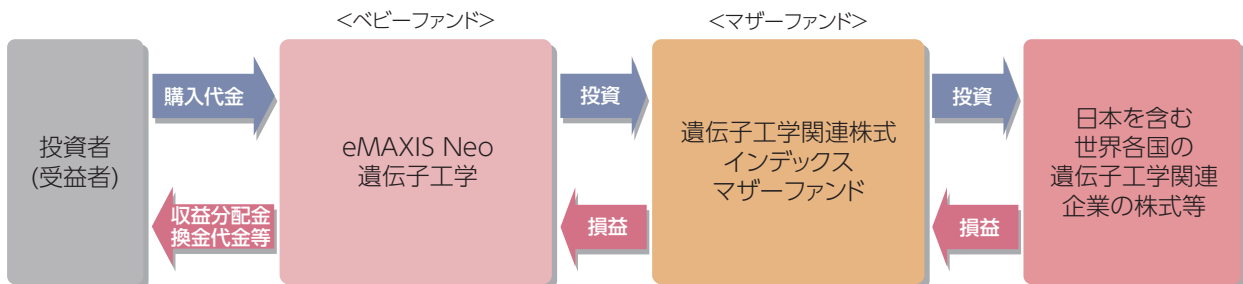 <ベビーファンド>
<マザーファンド>
投資者
(受益者)
購入代金
収益分配金
換金代金等
eMAXIS Neo
遺伝子工学
投資
損益
遺伝子工学関連株式
インデックス
マザーファンド
投資
損益
日本を含む
世界各国の
遺伝子工学関連
企業の株式等